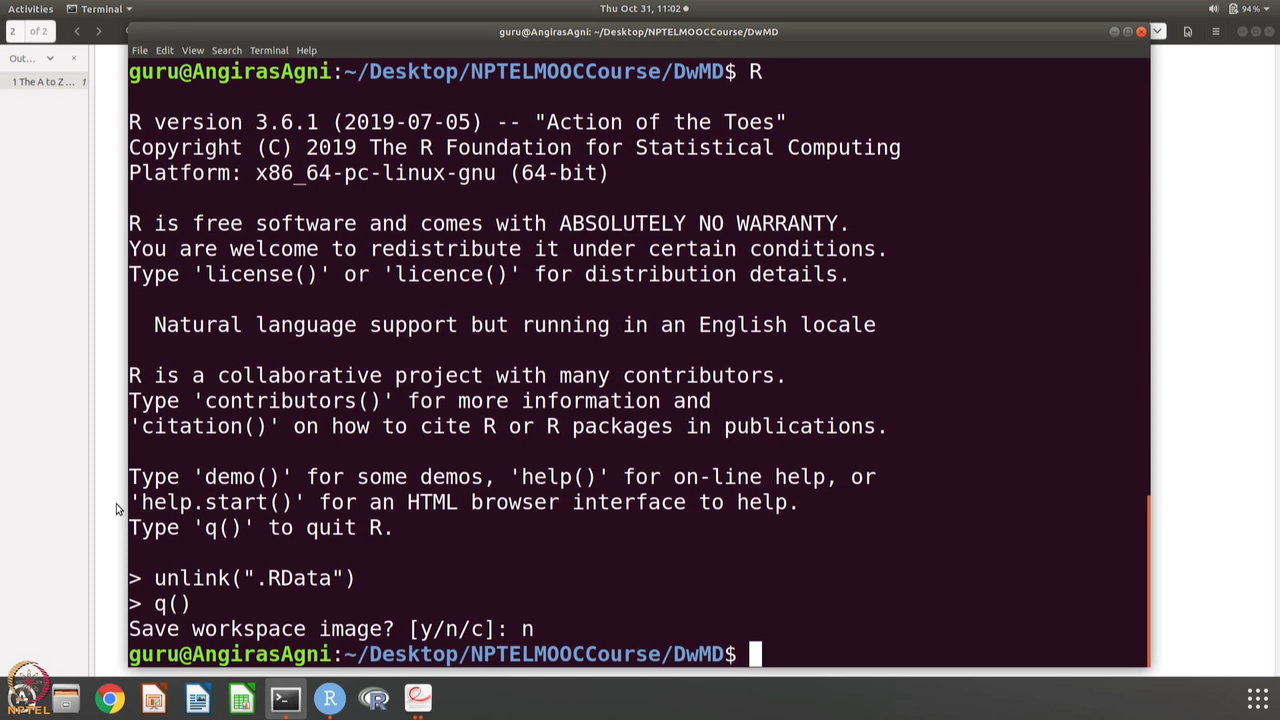 Activities Terminal Thu Oct 31, 11:02 94%
2 of 2
guru@AngirasAgni: ~/Desktop/NPTELMOOCCourse/DwMD
File Edit View Search Terminal Help
Out...
1 The A to Z ... 1
guru@AngirasAgni:~/Desktop/NPTELMOOCCourse/DwMD$ R
R version 3.6.1 (2019-07-05) -- "Action of the Toes"
Copyright (C) 2019 The R Foundation for Statistical Computing
Platform: x86_64-pc-linux-gnu (64-bit)
R is free software and comes with ABSOLUTELY NO WARRANTY.
You are welcome to redistribute it under certain conditions.
Type 'license()' or 'licence()' for distribution details.
Natural language support but running in an English locale
R is a collaborative project with many contributors.
Type 'contributors()' for more information and
'citation()' on how to cite R or R packages in publications.
Type 'demo()' for some demos, 'help()' for on-line help, or
'help.start()' for an HTML browser interface to help.
Type 'q()' to quit R.
> unlink(".RData")
> q()
Save workspace image? [y/n/c]: n
guru@AngirasAgni:~/Desktop/NPTELMOOCCourse/DwMD$
NPTEL